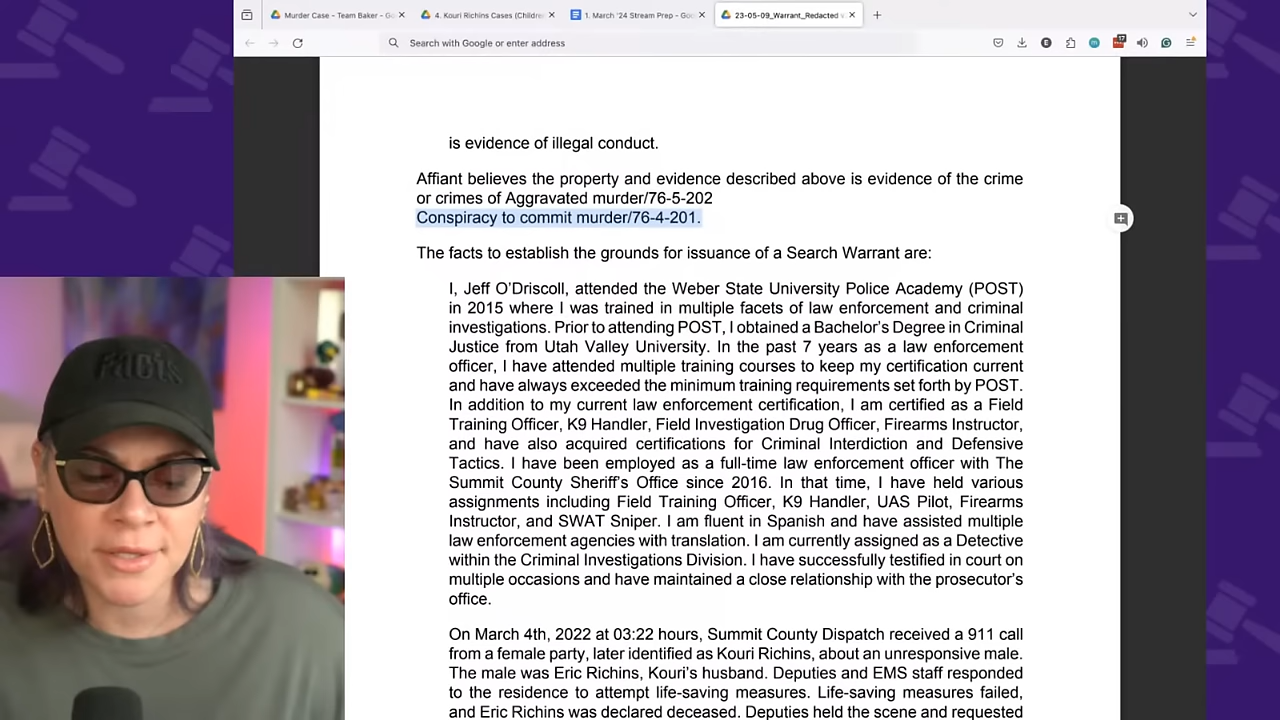 Murder Case - Team Baker - Go
4. Kouri Richins Cases (Childre
1. March '24 Stream Prep - Goo
23-05-09_Warrant_Redacted
Search with Google or enter address
17
is evidence of illegal conduct.
Affiant believes the property and evidence described above is evidence of the crime
or crimes of Aggravated murder/76-5-202
Conspiracy to commit murder/76-4-201.
The facts to establish the grounds for issuance of a Search Warrant are:
I, Jeff O'Driscoll, attended the Weber State University Police Academy (POST)
in 2015 where I was trained in multiple facets of law enforcement and criminal
investigations. Prior to attending POST, I obtained a Bachelor's Degree in Criminal
Justice from Utah Valley University. In the past 7 years as a law enforcement
officer, I have attended multiple training courses to keep my certification current
and have always exceeded the minimum training requirements set forth by POST.
In addition to my current law enforcement certification, I am certified as a Field
Training Officer, K9 Handler, Field Investigation Drug Officer, Firearms Instructor,
and have also acquired certifications for Criminal Interdiction and Defensive
Tactics. I have been employed as a full-time law enforcement officer with The
Summit County Sheriff's Office since 2016. In that time, I have held various
assignments including Field Training Officer, K9 Handler, UAS Pilot, Firearms
Instructor, and SWAT Sniper. I am fluent in Spanish and have assisted multiple
law enforcement agencies with translation. I am currently assigned as a Detective
within the Criminal Investigations Division. I have successfully testified in court on
multiple occasions and have maintained a close relationship with the prosecutor's
office.
On March 4th, 2022 at 03:22 hours, Summit County Dispatch received a 911 call
from a female party, later identified as Kouri Richins, about an unresponsive male.
The male was Eric Richins, Kouri's husband. Deputies and EMS staff responded
to the residence to attempt life-saving measures. Life-saving measures failed,
and Eric Richins was declared deceased. Deputies held the scene and requested